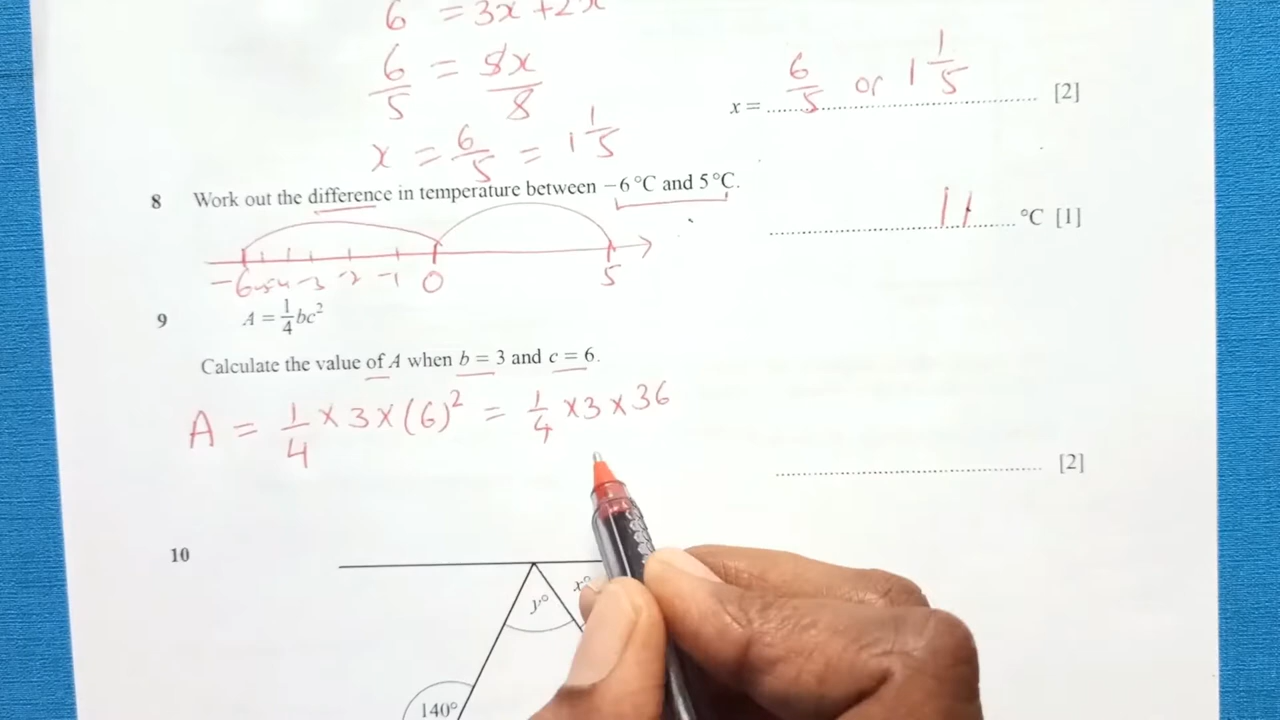 6 = 3x + 2x
6/5 = 5x/8
x = 6/5 = 1 1/5
x = 6/5 or 1 1/5 [2]
8 Work out the difference in temperature between −6 °C and 5 °C.
11 °C [1]
-6 -5 -4 -3 -2 -1 0 5
9 A = 1/4 bc²
Calculate the value of A when b = 3 and c = 6.
A = 1/4 × 3 × (6)² = 1/4 × 3 × 36
[2]
10
y° x°
140°